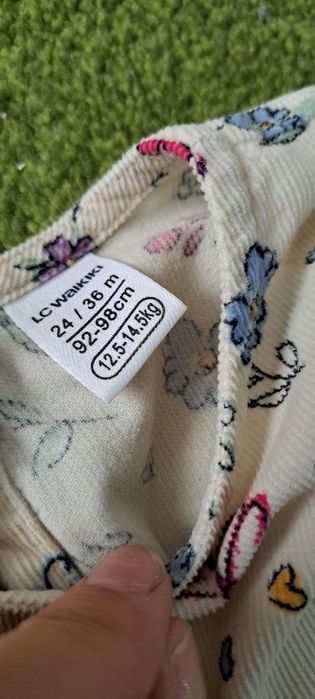 LC WAIKIKI
24 / 36 m
92-98cm
12.5-14.5Kg